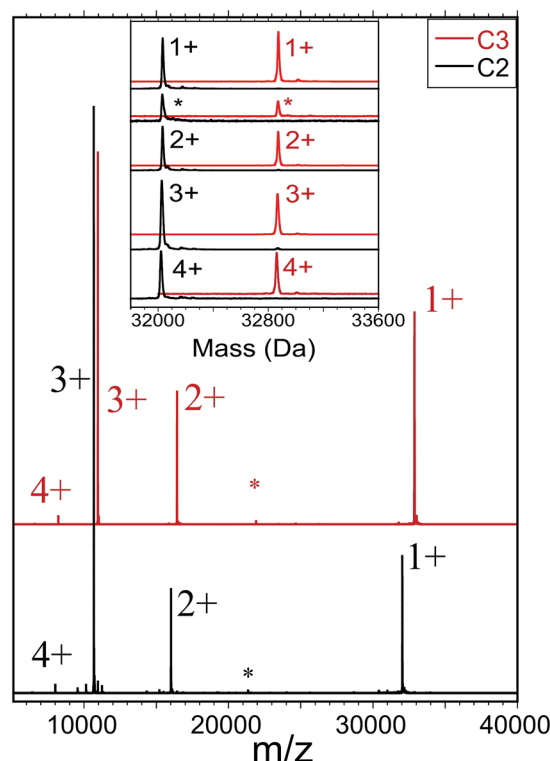 C3
C2
1+ 1+
* *
2+ 2+
3+ 3+
4+ 4+
32000 32800 33600
Mass (Da)
1+
3+
3+ 2+
4+ *
1+
2+
4+ *
10000 20000 30000 40000
m/z